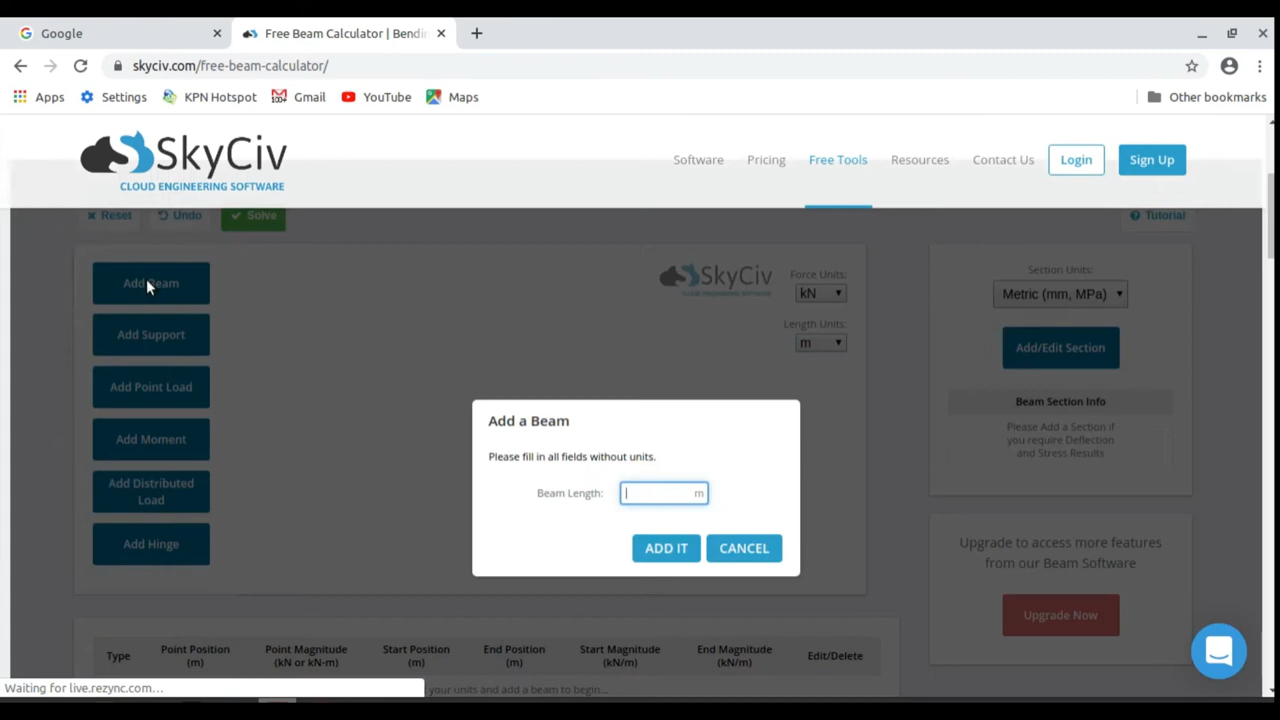 Google
Free Beam Calculator | Bendin
skyciv.com/free-beam-calculator/
Apps
Settings
KPN Hotspot
100+
Gmail
YouTube
Maps
Other bookmarks
SkyCiv
CLOUD ENGINEERING SOFTWARE
Software
Pricing
Free Tools
Resources
Contact Us
Login
Sign Up
Reset
Undo
Solve
Tutorial
Add Beam
Add Support
Add Point Load
Add Moment
Add Distributed
Load
Add Hinge
SkyCiv
CLOUD ENGINEERING SOFTWARE
Force Units:
kN
Length Units:
m
Section Units:
Metric (mm, MPa)
Add/Edit Section
Beam Section Info
Please Add a Section if
you require Deflection
and Stress Results
Add a Beam
Please fill in all fields without units.
Beam Length:
m
ADD IT
CANCEL
Upgrade to access more features
from our Beam Software
Upgrade Now
Type
Point Position
(m)
Point Magnitude
(kN or kN-m)
Start Position
(m)
End Position
(m)
Start Magnitude
(kN/m)
End Magnitude
(kN/m)
Edit/Delete
your units and add a beam to begin...
Waiting for live.rezync.com...